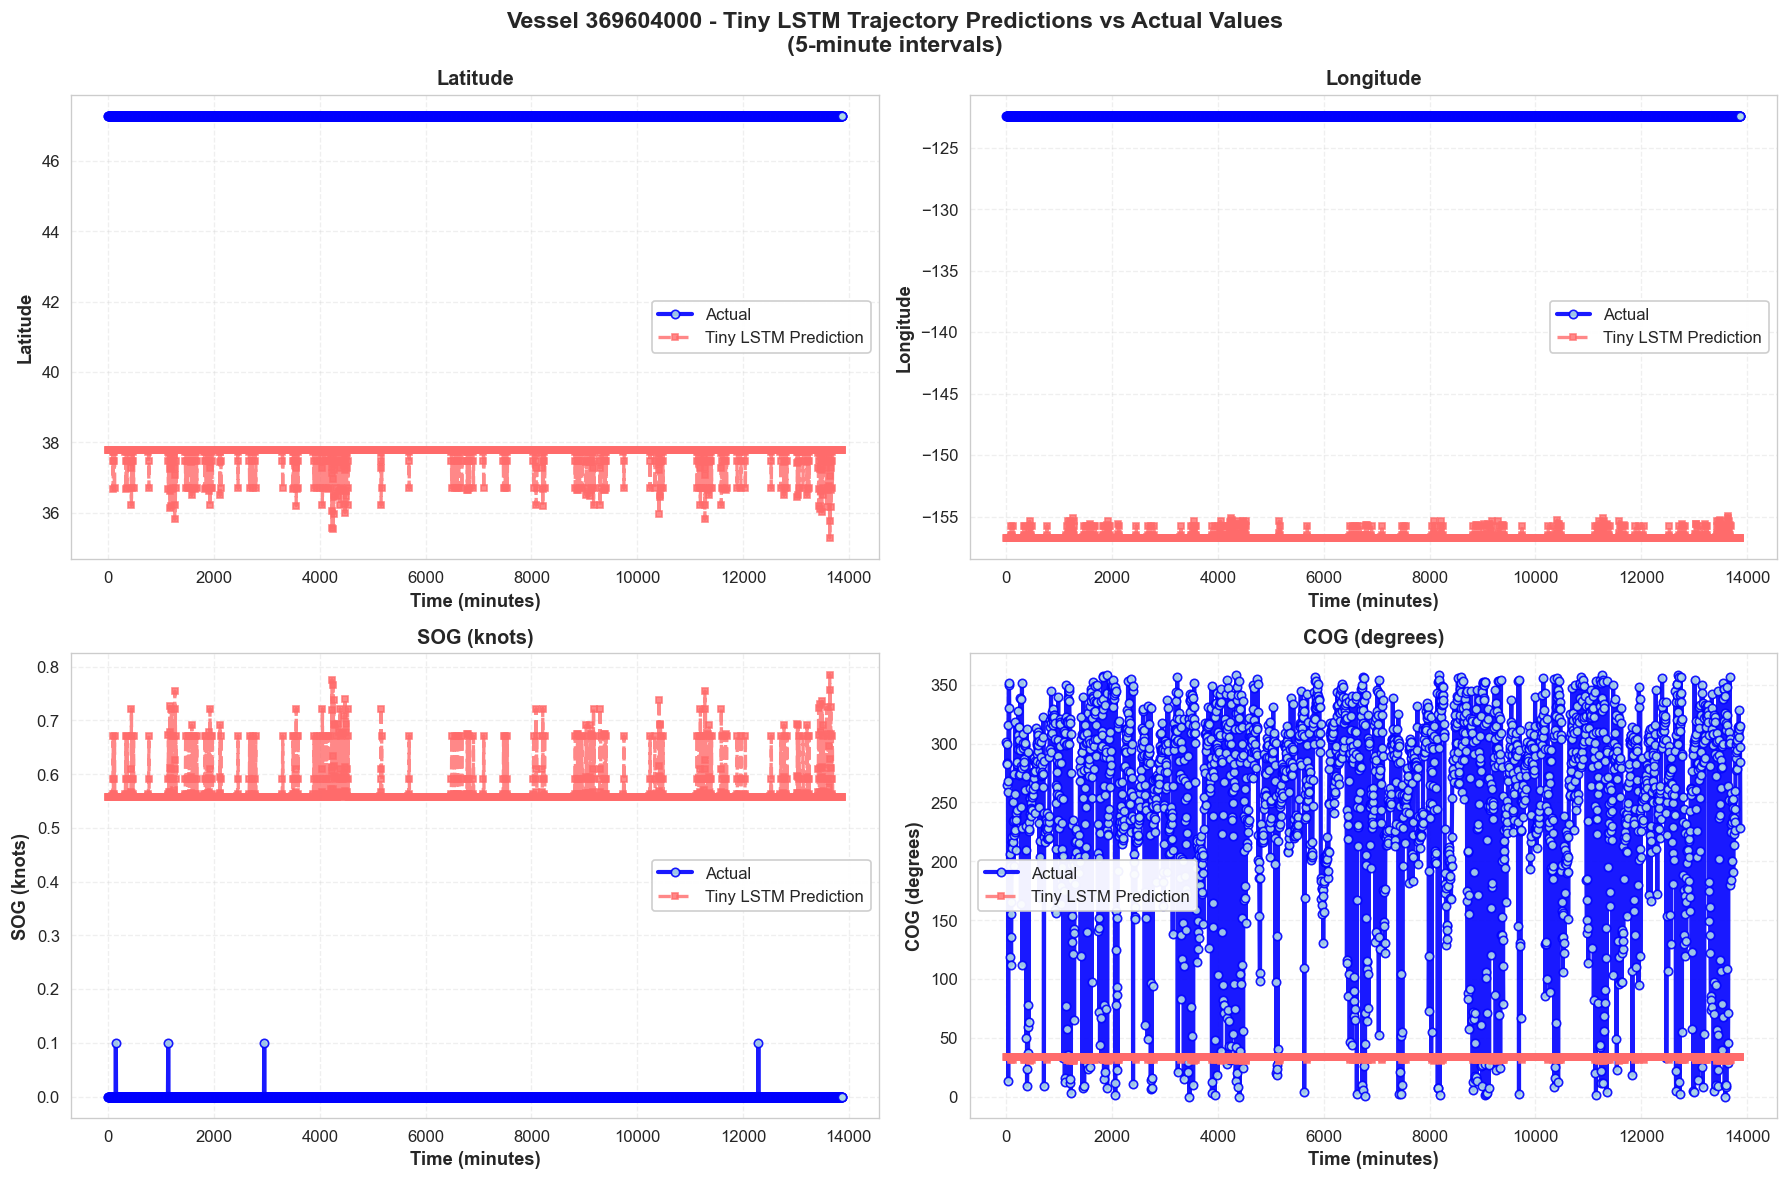 Vessel 369604000 - Tiny LSTM Trajectory Predictions vs Actual Values
(5-minute intervals)
Latitude
Latitude
46
44
42
40
38
36
Actual
Tiny LSTM Prediction
0 2000 4000 6000 8000 10000 12000 14000
Time (minutes)
Longitude
Longitude
−125
−130
−135
−140
−145
−150
−155
Actual
Tiny LSTM Prediction
0 2000 4000 6000 8000 10000 12000 14000
Time (minutes)
SOG (knots)
SOG (knots)
0.8
0.7
0.6
0.5
0.4
0.3
0.2
0.1
0.0
Actual
Tiny LSTM Prediction
0 2000 4000 6000 8000 10000 12000 14000
Time (minutes)
COG (degrees)
COG (degrees)
350
300
250
200
150
100
50
0
Actual
Tiny LSTM Prediction
0 2000 4000 6000 8000 10000 12000 14000
Time (minutes)